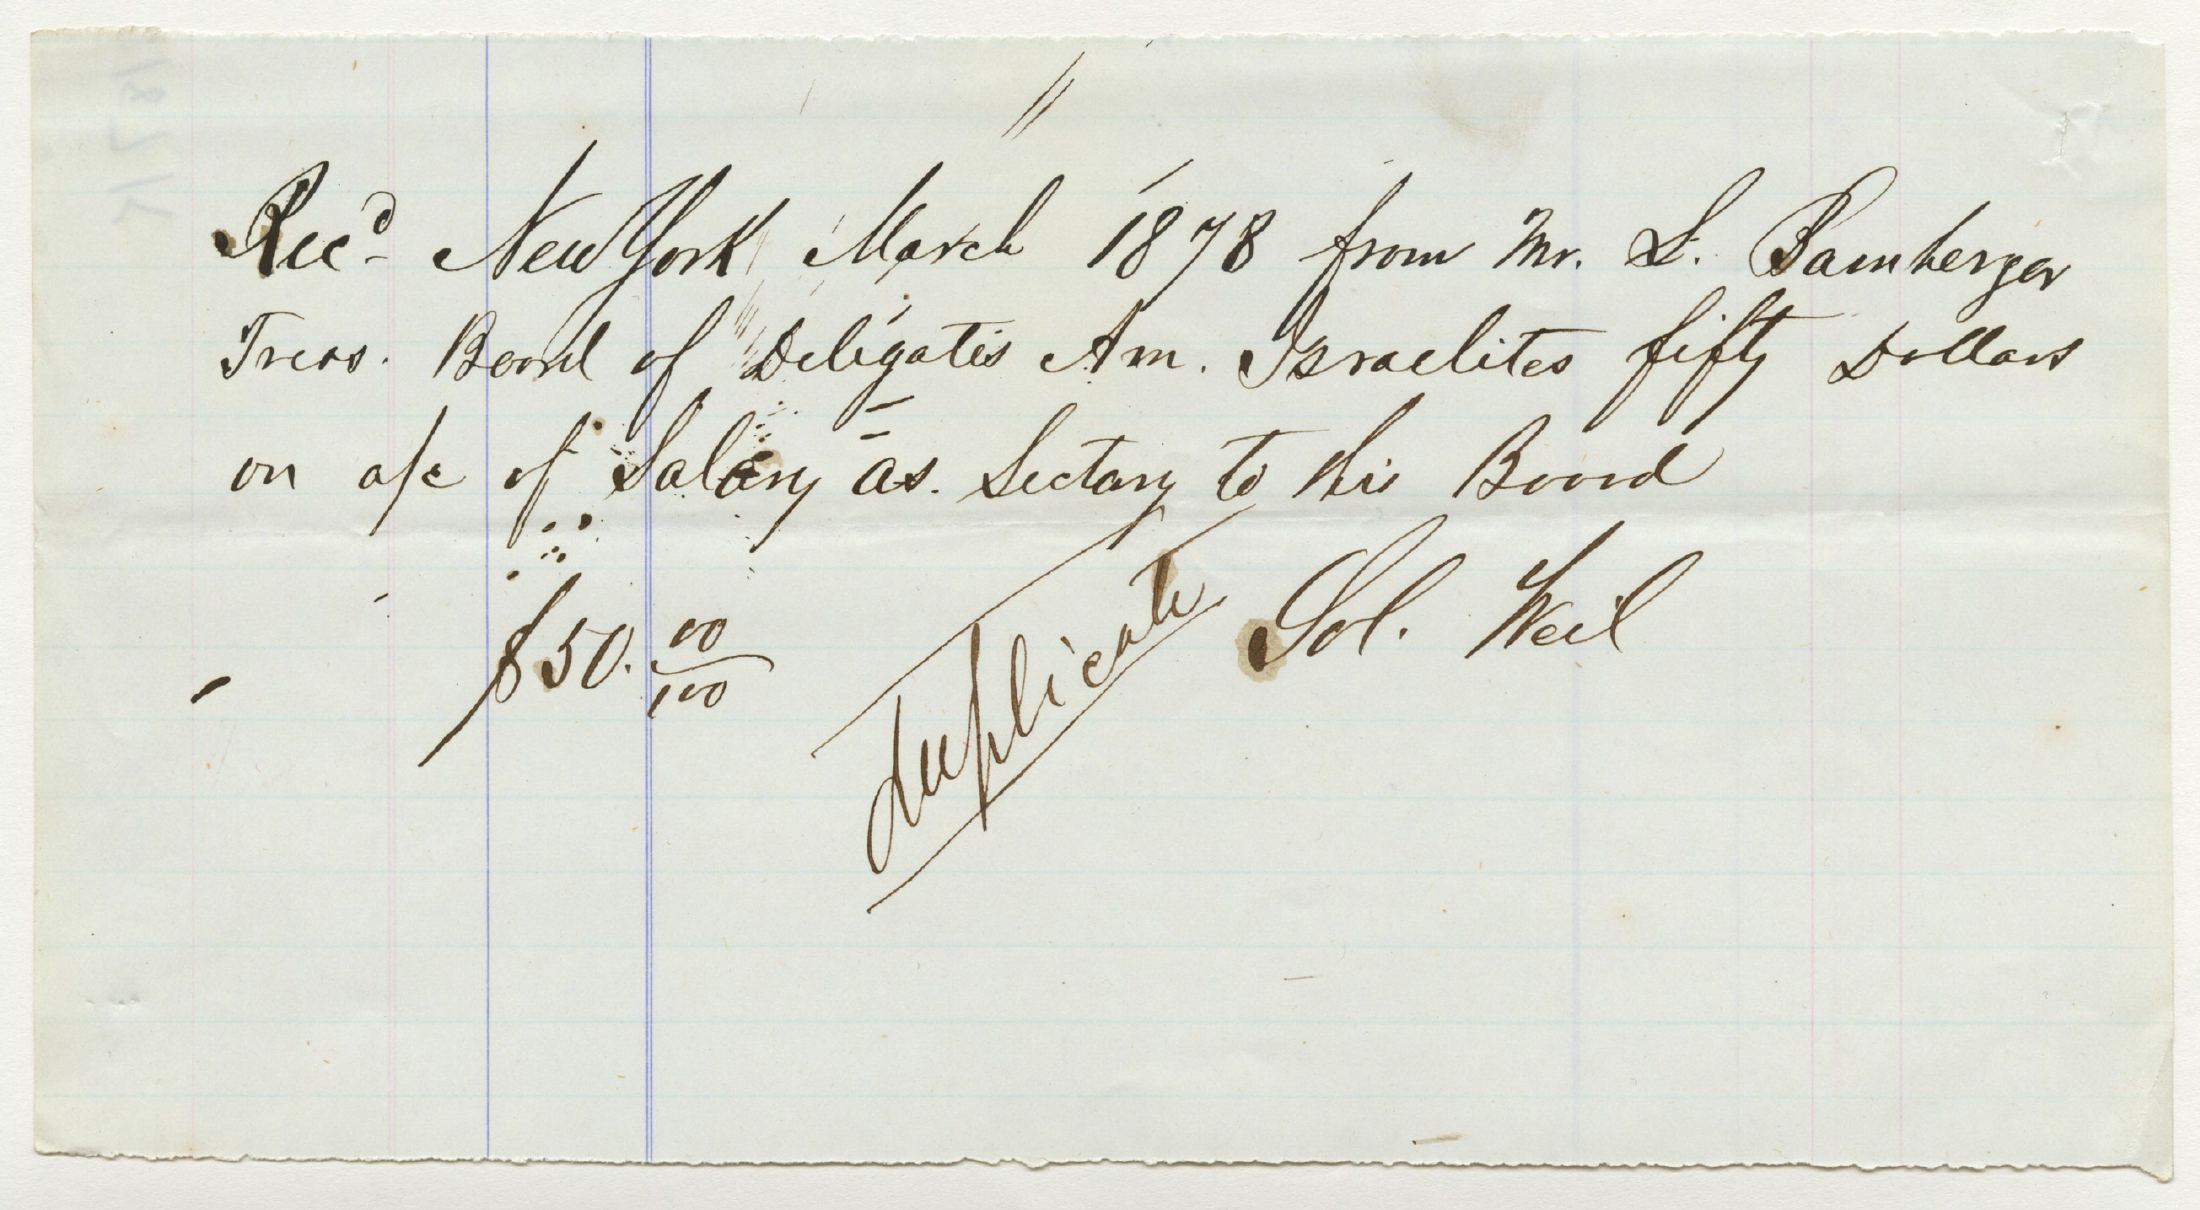 Recd New York March 1878 from Mr. L. Bamberger
Treas. Board of Deligates Am. Israelites fifty Dollars
on a/c of Salary as. Sectary to this Board
$50. 00/100
Sol. Weil
duplicate